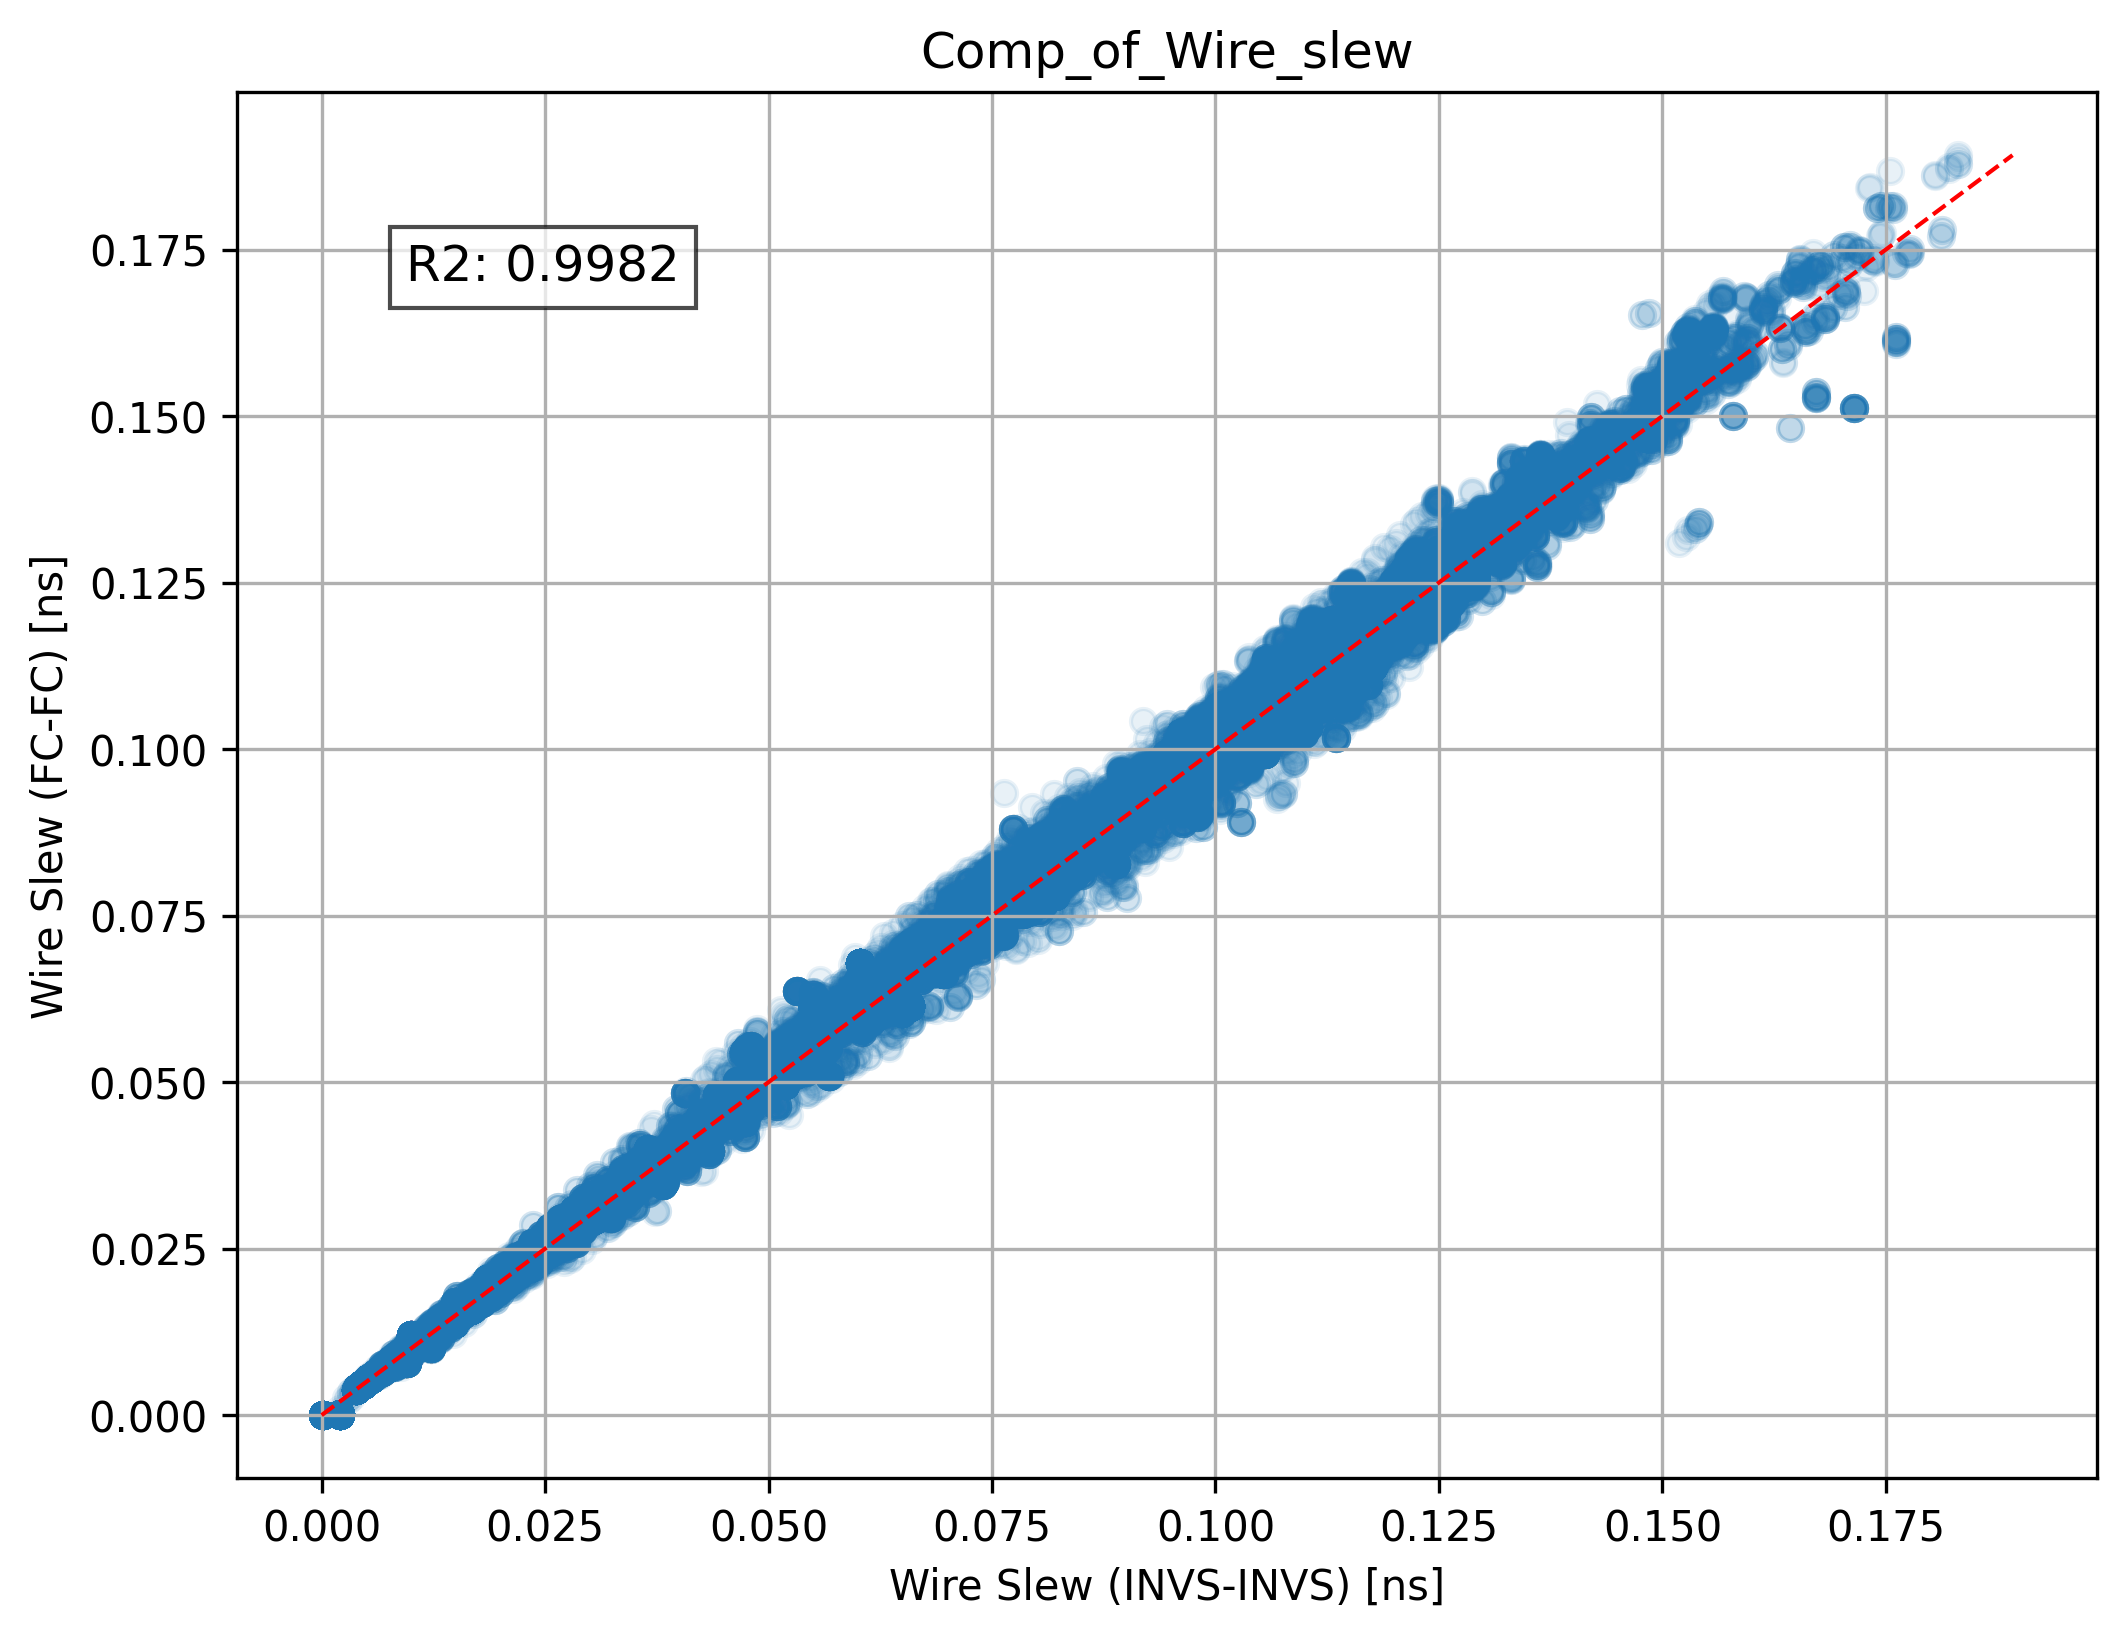 Comp_of_Wire_slew
R2: 0.9982
Wire Slew (FC-FC) [ns]
0.175
0.150
0.125
0.100
0.075
0.050
0.025
0.000
0.000 0.025 0.050 0.075 0.100 0.125 0.150 0.175
Wire Slew (INVS-INVS) [ns]